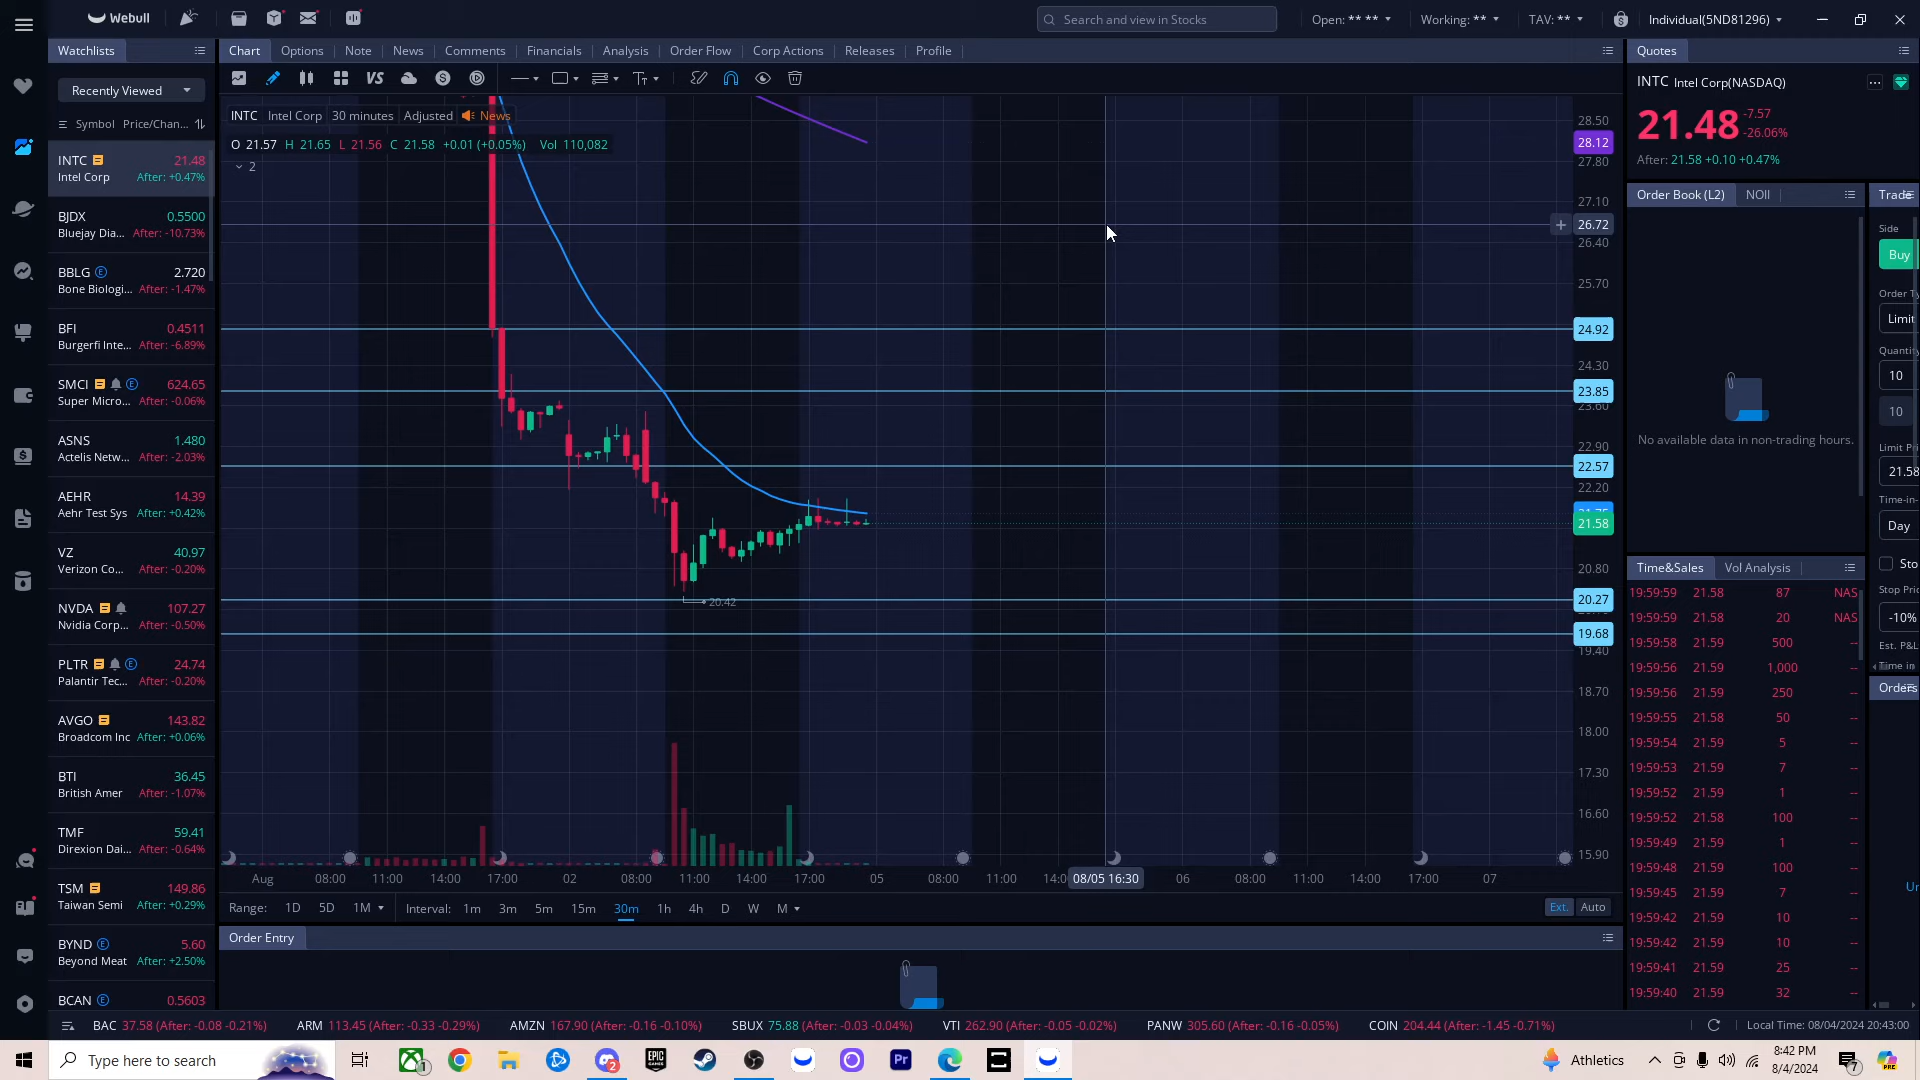 Webull
Search and view in Stocks
Open: ** **
Working: **
TAV: **
Individual(5ND81296)
Watchlists
Chart Options Note News Comments Financials Analysis Order Flow Corp Actions Releases Profile
Quotes
Recently Viewed
VS
INTC Intel Corp(NASDAQ)
21.48 -7.57
-26.06%
After: 21.58 +0.10 +0.47%
Symbol Price/Chan...
INTC Intel Corp 30 minutes Adjusted News
O 21.57 H 21.65 L 21.56 C 21.58 +0.01 (+0.05%) Vol 110,082
2
INTC 21.48
Intel Corp After: +0.47%
BJDX 0.5500
Bluejay Dia... After: -10.73%
BBLG 2.720
Bone Biologi... After: -1.47%
BFI 0.4511
Burgerfi Inte... After: -6.89%
SMCI 624.65
Super Micro... After: -0.06%
ASNS 1.480
Actelis Netw... After: -2.03%
AEHR 14.39
Aehr Test Sys After: +0.42%
VZ 40.97
Verizon Co... After: -0.20%
NVDA 107.27
Nvidia Corp... After: -0.50%
PLTR 24.74
Palantir Tec... After: -0.20%
AVGO 143.82
Broadcom Inc After: +0.06%
BTI 36.45
British Amer After: -1.07%
TMF 59.41
Direxion Dai... After: -0.64%
TSM 149.86
Taiwan Semi After: +0.29%
BYND 5.60
Beyond Meat After: +2.50%
BCAN 0.5603
28.50
28.12
27.80
27.10
26.72
26.40
25.70
24.92
24.30
23.85
23.60
22.90
22.57
22.20
21.58
20.80
20.27
19.68
19.40
18.70
18.00
17.30
16.60
15.90
20.42
Aug 08:00 11:00 14:00 17:00 02 08:00 11:00 14:00 17:00 05 08:00 11:00 14:0 08/05 16:30 06 08:00 11:00 14:00 17:00 07
Range: 1D 5D 1M Interval: 1m 3m 5m 15m 30m 1h 4h D W M
Ext. Auto
Order Entry
Order Book (L2) NOII
No available data in non-trading hours.
Trade
Side
Buy
Order Ty
Limit
Quantit
10
10
Limit Pri
21.58
Time-in-
Day
Sto
Stop Pric
-10%
Est. P&L
Time in
Orders
Un
Time&Sales Vol Analysis
19:59:59 21.58 87 NAS
19:59:59 21.58 20 NAS
19:59:58 21.59 500 --
19:59:56 21.59 1,000 --
19:59:56 21.59 250 --
19:59:55 21.58 50 --
19:59:54 21.59 5 --
19:59:53 21.59 7 --
19:59:52 21.59 1 --
19:59:52 21.58 100 --
19:59:49 21.59 1 --
19:59:48 21.59 100 --
19:59:45 21.59 7 --
19:59:42 21.59 10 --
19:59:42 21.59 10 --
19:59:41 21.59 25 --
19:59:40 21.59 32 --
BAC 37.58 (After: -0.08 -0.21%) ARM 113.45 (After: -0.33 -0.29%) AMZN 167.90 (After: -0.16 -0.10%) SBUX 75.88 (After: -0.03 -0.04%) VTI 262.90 (After: -0.05 -0.02%) PANW 305.60 (After: -0.16 -0.05%) COIN 204.44 (After: -1.45 -0.71%)
Local Time: 08/04/2024 20:43:00
Type here to search
1
2
EPIC GAMES
Pr
Athletics
8:42 PM
8/4/2024
7
PRE